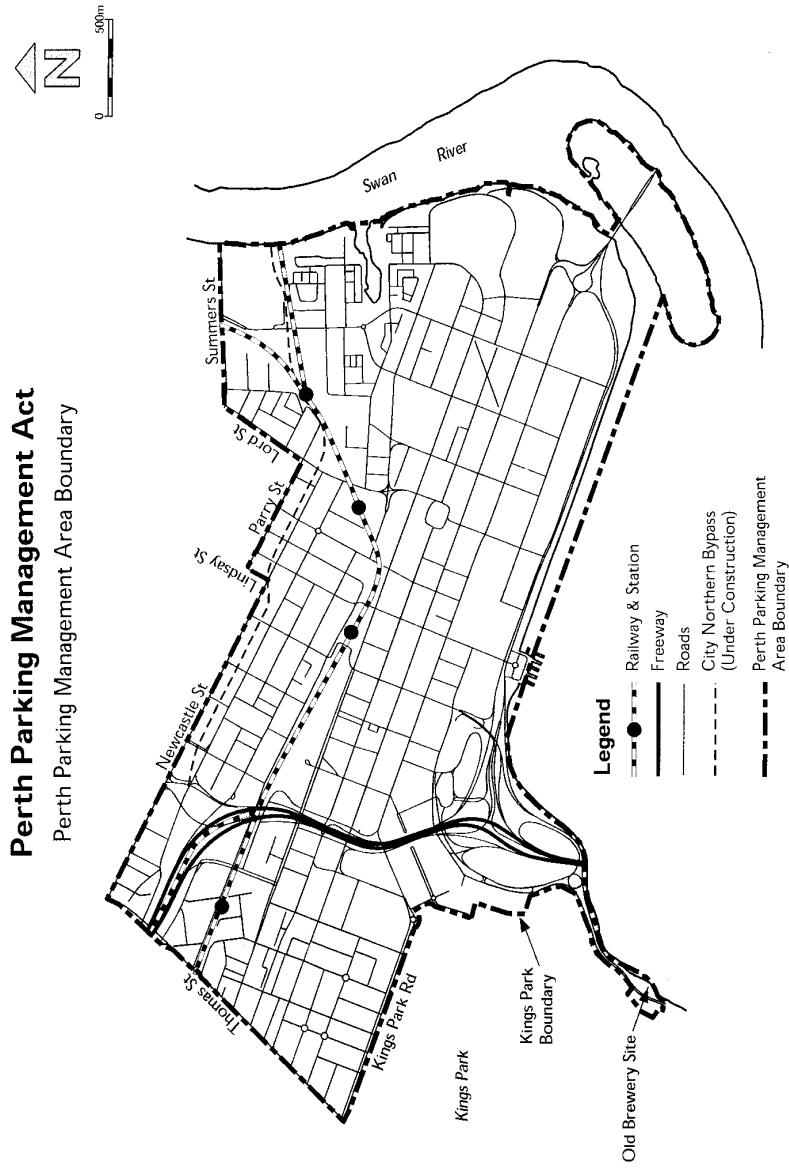 Perth Parking Management Act
Perth Parking Management Area Boundary
N
0 500m
Summers St
Lord St
Parry St
Lindsay St
Newcastle St
Thomas St
Kings Park Rd
Kings Park
Kings Park
Boundary
Old Brewery Site
Swan River
Legend
Railway & Station
Freeway
Roads
City Northern Bypass
(Under Construction)
Perth Parking Management
Area Boundary